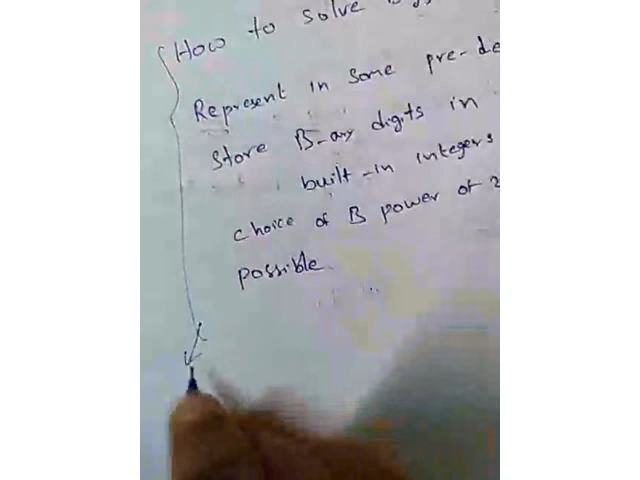 How to solve
Represent in some pre-de
store B-ary digits in
built-in integers
choice of B power of 2
possible.